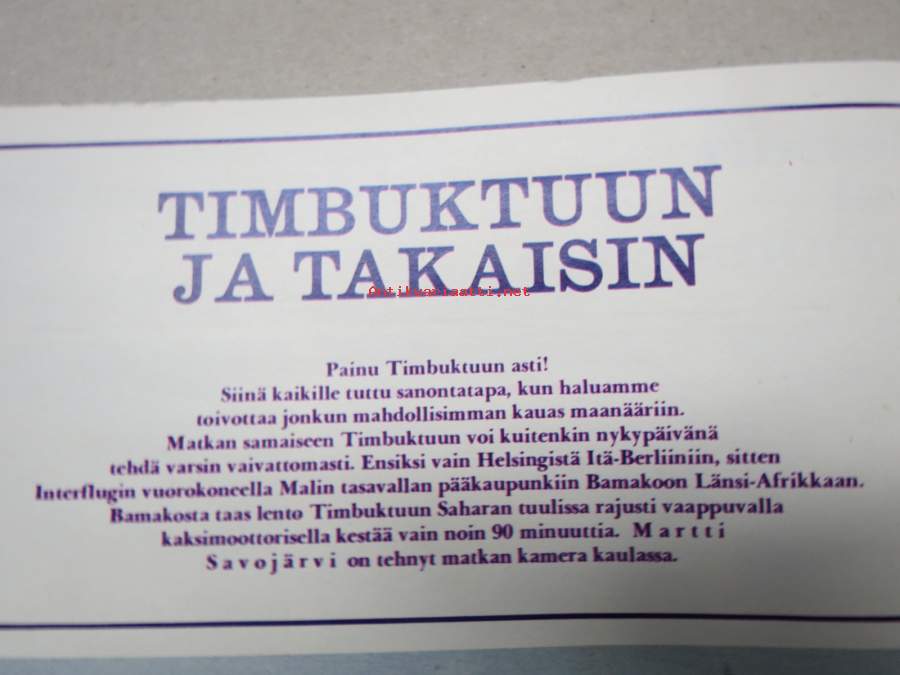 TIMBUKTUUN
JA TAKAISIN
Antikvariaatti.net
Painu Timbuktuun asti!
Siinä kaikille tuttu sanontatapa, kun haluamme
toivottaa jonkun mahdollisimman kauas maanääriin.
Matkan samaiseen Timbuktuun voi kuitenkin nykypäivänä
tehdä varsin vaivattomasti. Ensiksi vain Helsingistä Itä-Berliiniin, sitten
Interflugin vuorokoneella Malin tasavallan pääkaupunkiin Bamakoon Länsi-Afrikkaan.
Bamakosta taas lento Timbuktuun Saharan tuulissa rajusti vaappuvalla
kaksimoottorisella kestää vain noin 90 minuuttia. Martti
Savojärvi on tehnyt matkan kamera kaulassa.